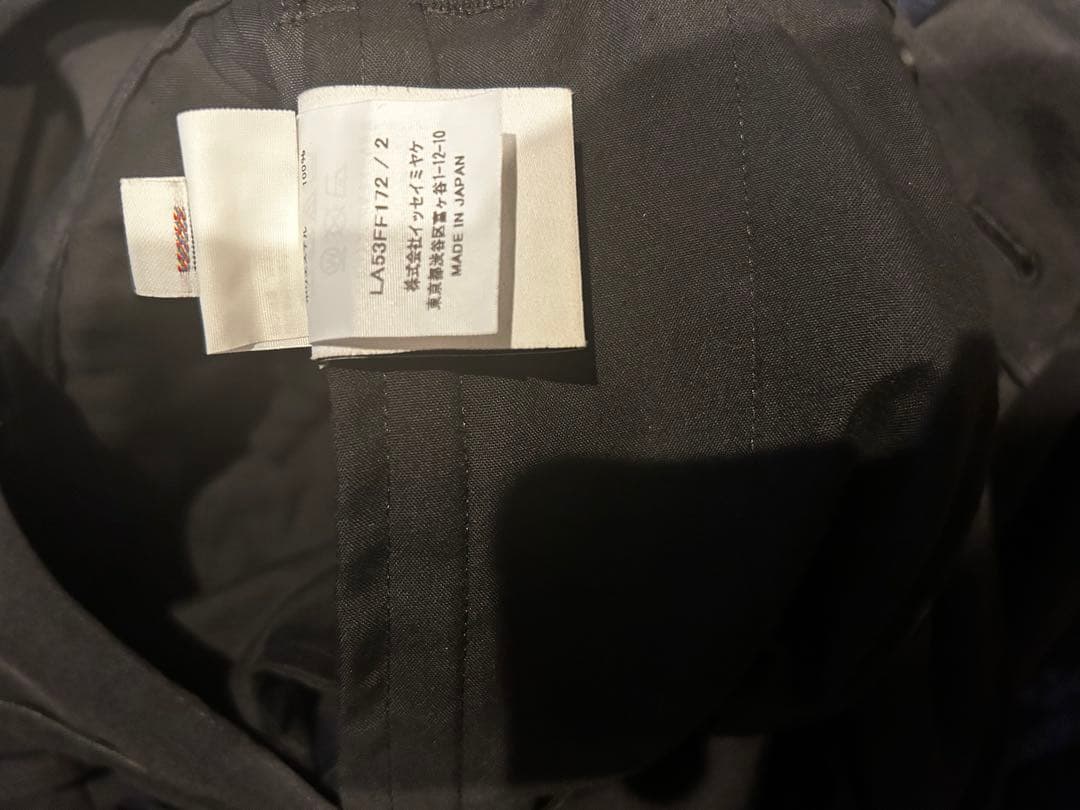 LA53FF172 / 2
株式会社イッセイミヤケ
東京都渋谷区富ヶ谷1-12-10
MADE IN JAPAN
100%